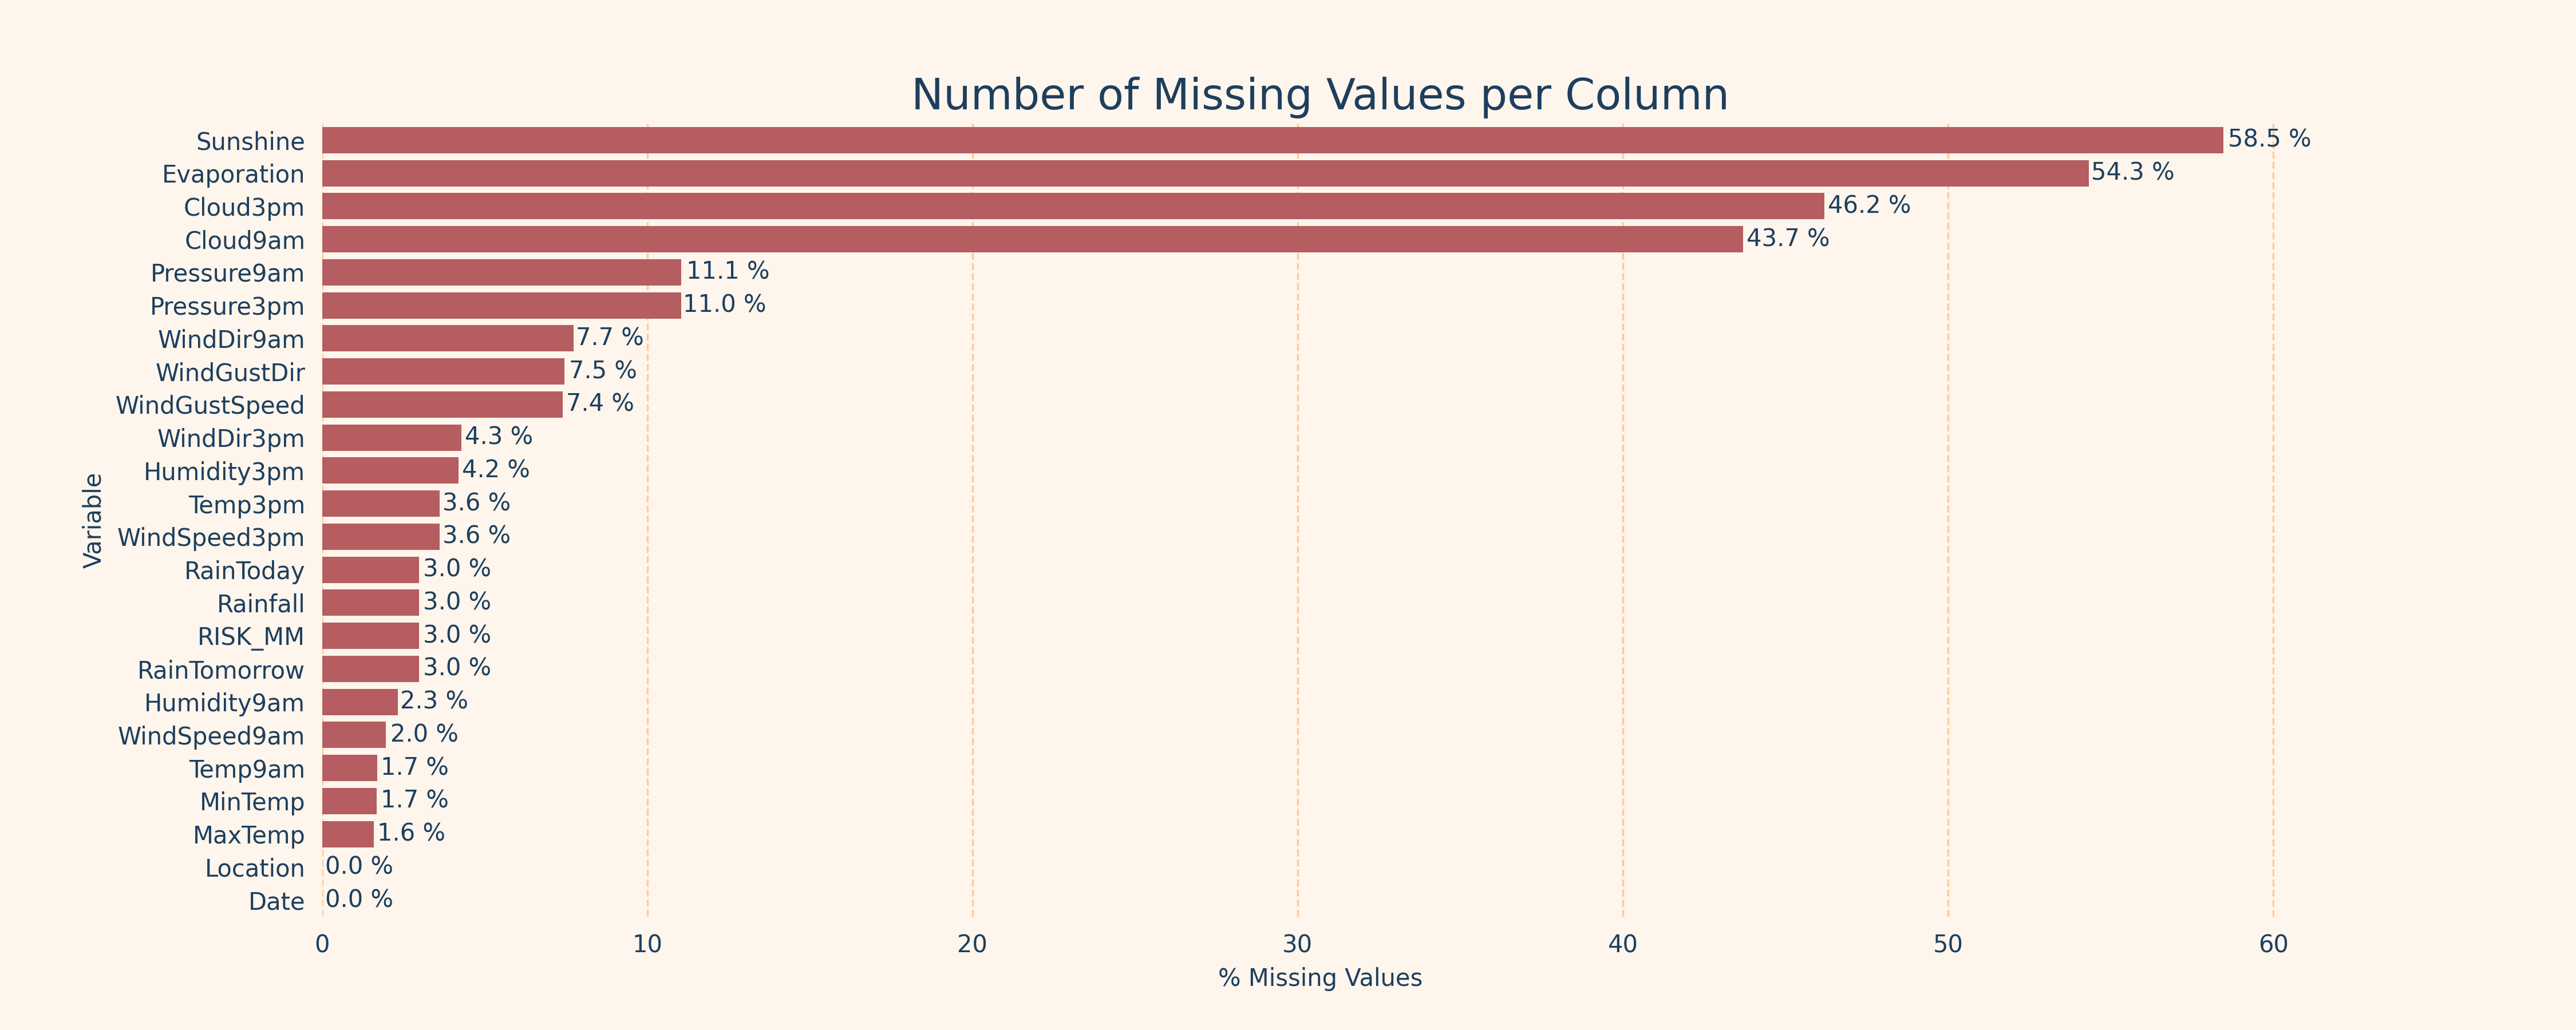 Number of Missing Values per Column
Sunshine 58.5 %
Evaporation 54.3 %
Cloud3pm 46.2 %
Cloud9am 43.7 %
Pressure9am 11.1 %
Pressure3pm 11.0 %
WindDir9am 7.7 %
WindGustDir 7.5 %
WindGustSpeed 7.4 %
WindDir3pm 4.3 %
Humidity3pm 4.2 %
Temp3pm 3.6 %
WindSpeed3pm 3.6 %
RainToday 3.0 %
Rainfall 3.0 %
RISK_MM 3.0 %
RainTomorrow 3.0 %
Humidity9am 2.3 %
WindSpeed9am 2.0 %
Temp9am 1.7 %
MinTemp 1.7 %
MaxTemp 1.6 %
Location 0.0 %
Date 0.0 %
Variable
0 10 20 30 40 50 60
% Missing Values